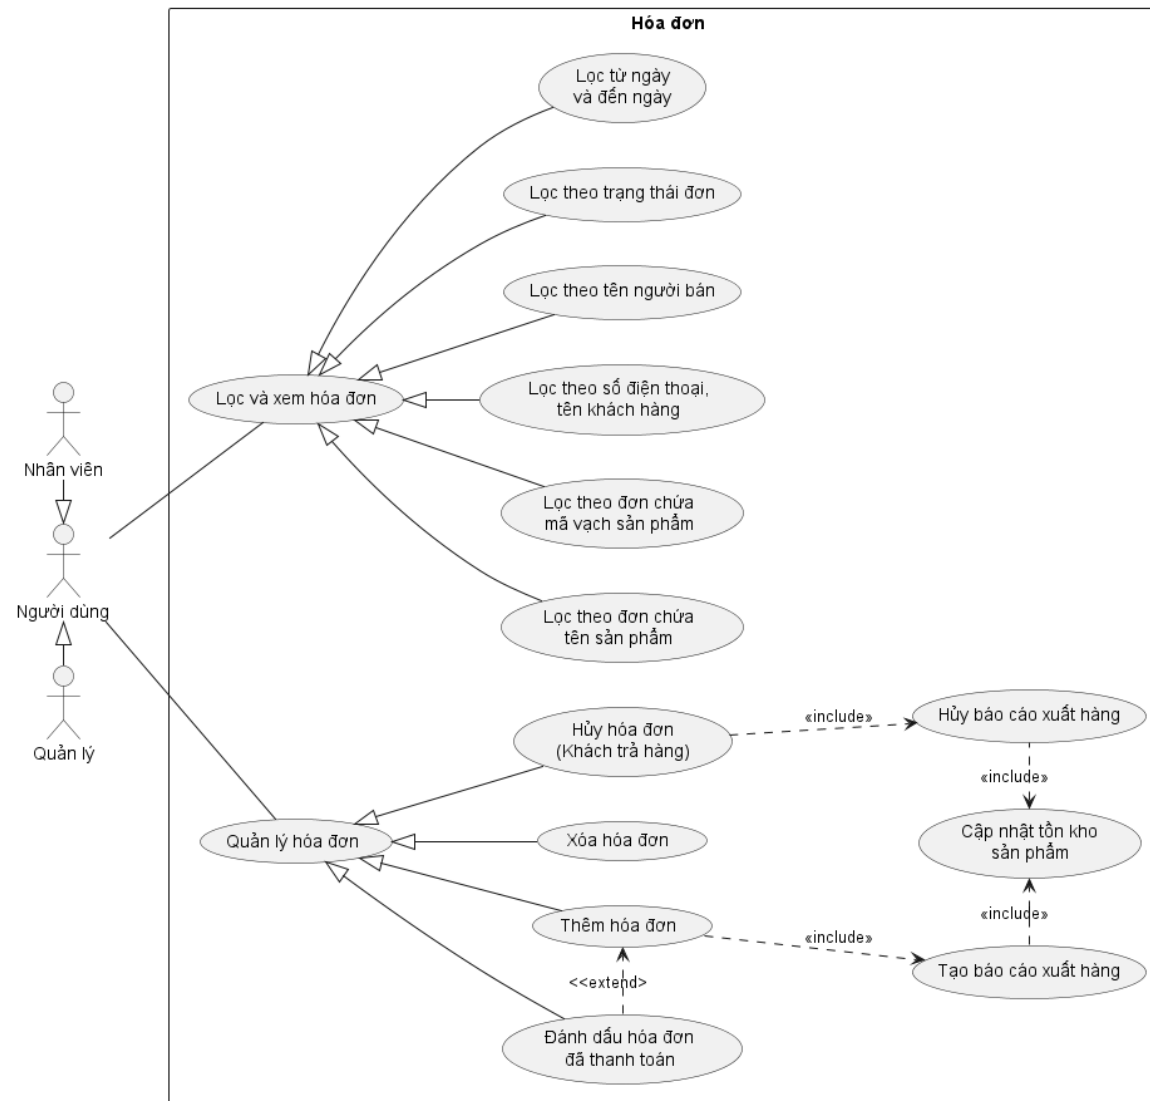 Hóa đơn
Lọc từ ngày
và đến ngày
Lọc theo trạng thái đơn
Lọc theo tên người bán
Lọc và xem hóa đơn
Lọc theo số điện thoại,
tên khách hàng
Nhân viên
Lọc theo đơn chứa
mã vạch sản phẩm
Người dùng
Lọc theo đơn chứa
tên sản phẩm
Quản lý
Hủy hóa đơn
(Khách trả hàng)
«include»
Hủy báo cáo xuất hàng
«include»
Quản lý hóa đơn
Xóa hóa đơn
Cập nhật tồn kho
sản phẩm
Thêm hóa đơn
«include»
«include»
Tạo báo cáo xuất hàng
<<extend>
Đánh dấu hóa đơn
đã thanh toán